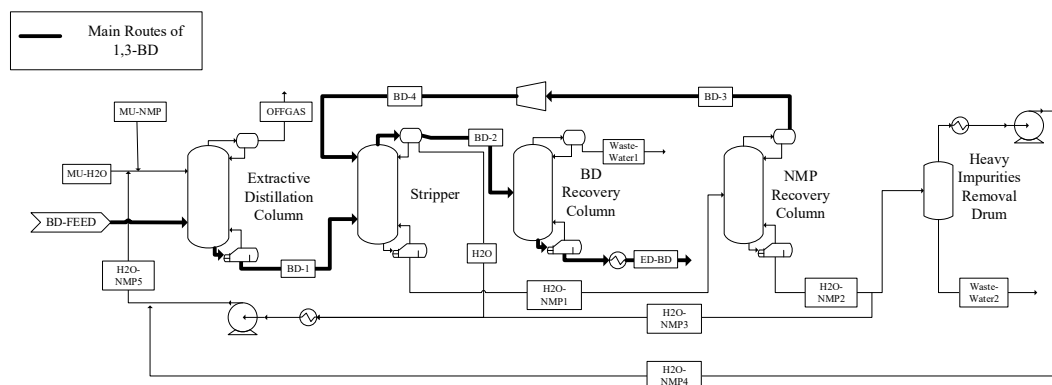 Main Routes of
1,3-BD
MU-NMP
OFFGAS
BD-4
BD-3
BD-2
Waste-
Water1
MU-H2O
Extractive
Distillation
Column
Stripper
BD
Recovery
Column
NMP
Recovery
Column
Heavy
Impurities
Removal
Drum
BD-FEED
BD-1
H2O
ED-BD
H2O-
NMP5
H2O-
NMP1
H2O-
NMP2
Waste-
Water2
H2O-
NMP3
H2O-
NMP4